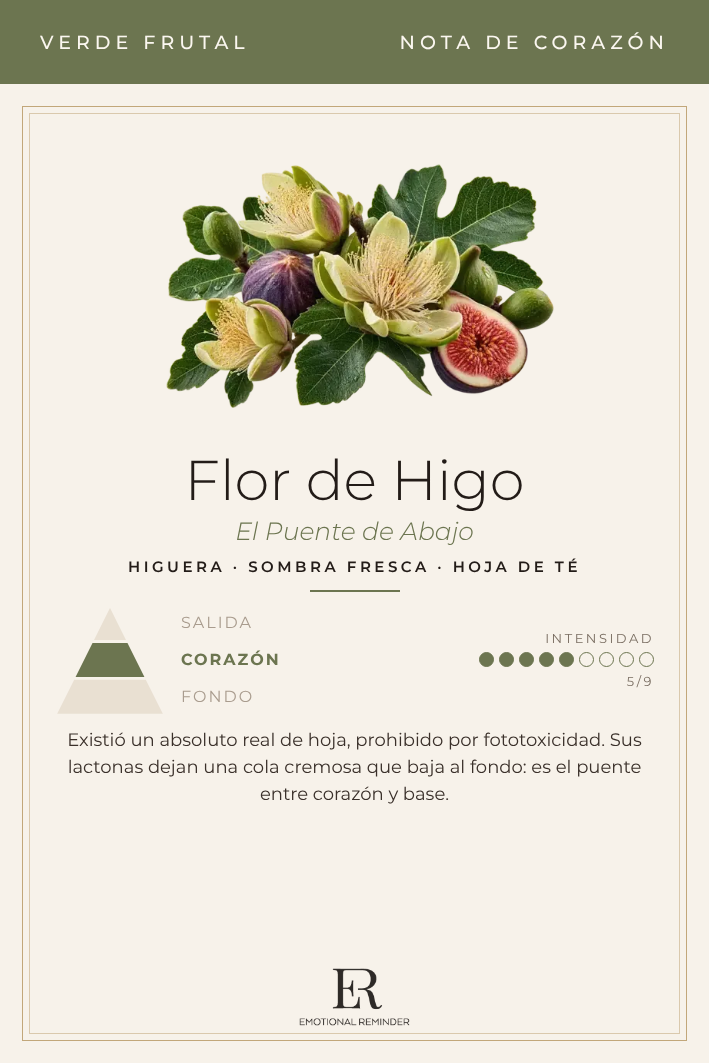 VERDE FRUTAL
NOTA DE CORAZÓN
Flor de Higo
El Puente de Abajo
HIGUERA · SOMBRA FRESCA · HOJA DE TÉ
SALIDA
CORAZÓN
FONDO
INTENSIDAD
5/9
Existió un absoluto real de hoja, prohibido por fototoxicidad. Sus
lactonas dejan una cola cremosa que baja al fondo: es el puente
entre corazón y base.
ER
EMOTIONAL REMINDER